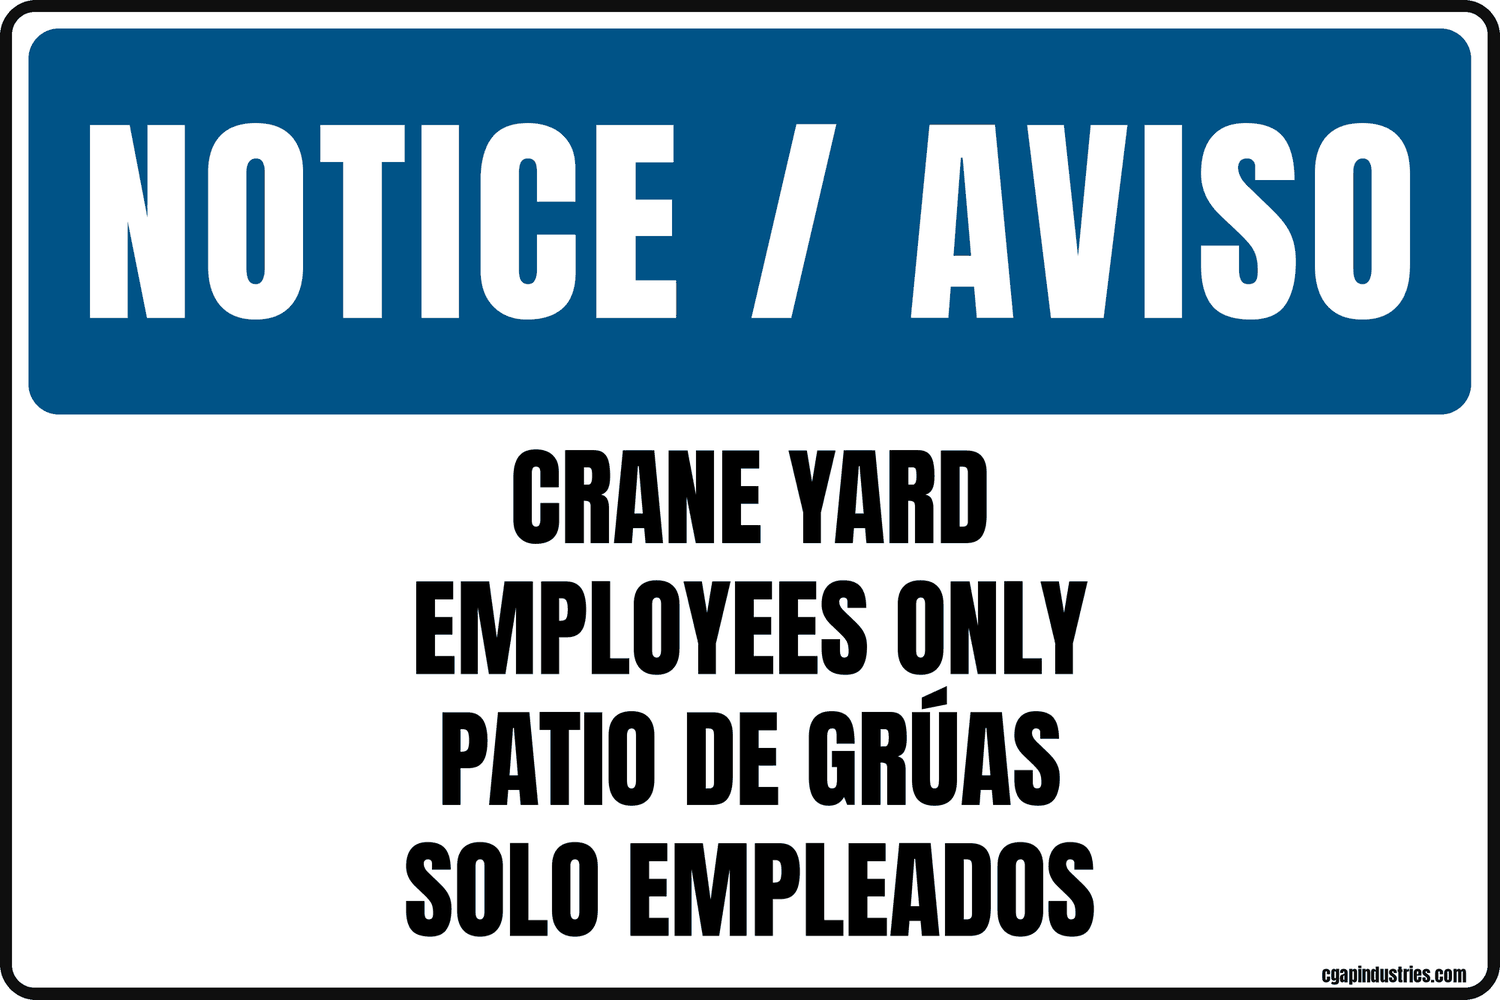 NOTICE / AVISO
CRANE YARD
EMPLOYEES ONLY
PATIO DE GRÚAS
SOLO EMPLEADOS
cgapindustries.com